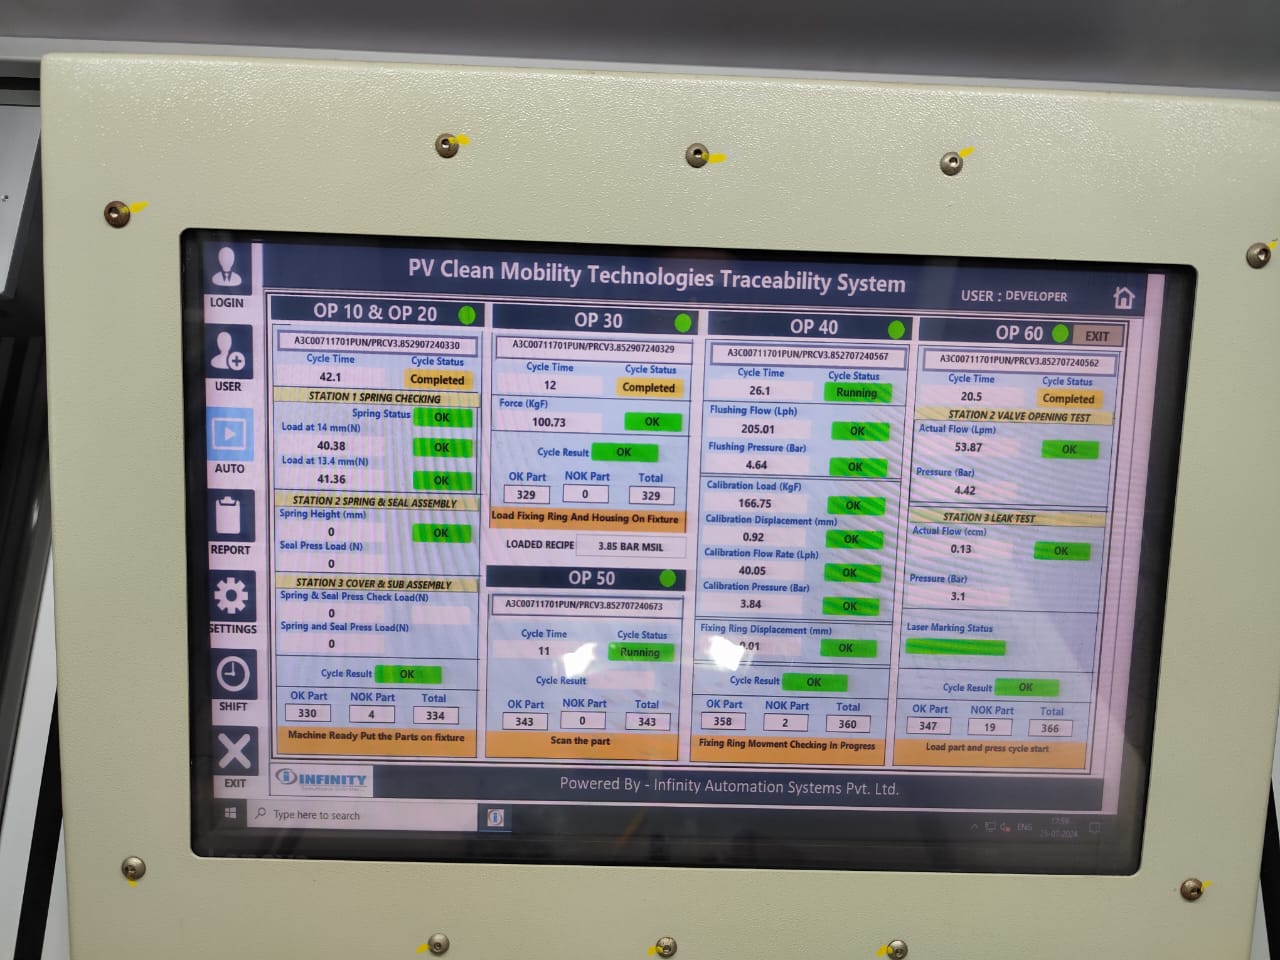 PV Clean Mobility Technologies Traceability System
USER : DEVELOPER
LOGIN
USER
AUTO
REPORT
SETTINGS
SHIFT
EXIT
OP 10 & OP 20
A3C00711701PUN/PRCV3.852907240330
Cycle Time Cycle Status
42.1 Completed
STATION 1 SPRING CHECKING
Spring Status OK
Load at 14 mm(N)
40.38 OK
Load at 13.4 mm(N)
41.36 OK
STATION 2 SPRING & SEAL ASSEMBLY
Spring Height (mm)
0 OK
Seal Press Load (N)
0
STATION 3 COVER & SUB ASSEMBLY
Spring & Seal Press Check Load(N)
0
Spring and Seal Press Load(N)
0
Cycle Result OK
OK Part NOK Part Total
330 4 334
Machine Ready Put the Parts on fixture
OP 30
A3C00711701PUN/PRCV3.852907240329
Cycle Time Cycle Status
12 Completed
Force (KgF)
100.73 OK
Cycle Result OK
OK Part NOK Part Total
329 0 329
Load Fixing Ring And Housing On Fixture
LOADED RECIPE 3.85 BAR MSIL
OP 50
A3C00711701PUN/PRCV3.852707240673
Cycle Time Cycle Status
11 Running
Cycle Result
OK Part NOK Part Total
343 0 343
Scan the part
OP 40
A3C00711701PUN/PRCV3.852707240567
Cycle Time Cycle Status
26.1 Running
Flushing Flow (Lph)
205.01 OK
Flushing Pressure (Bar)
4.64 OK
Calibration Load (KgF)
166.75 OK
Calibration Displacement (mm)
0.92 OK
Calibration Flow Rate (Lph)
40.05 OK
Calibration Pressure (Bar)
3.84 OK
Fixing Ring Displacement (mm)
0.01 OK
Cycle Result OK
OK Part NOK Part Total
358 2 360
Fixing Ring Movment Checking In Progress
OP 60 EXIT
A3C00711701PUN/PRCV3.852707240562
Cycle Time Cycle Status
20.5 Completed
STATION 2 VALVE OPENING TEST
Actual Flow (Lpm)
53.87 OK
Pressure (Bar)
4.42
STATION 3 LEAK TEST
Actual Flow (ccm)
0.13 OK
Pressure (Bar)
3.1
Laser Marking Status
Cycle Result OK
OK Part NOK Part Total
347 19 366
Load part and press cycle start
INFINITY
Powered By - Infinity Automation Systems Pvt. Ltd.
Type here to search
ENG
17:59